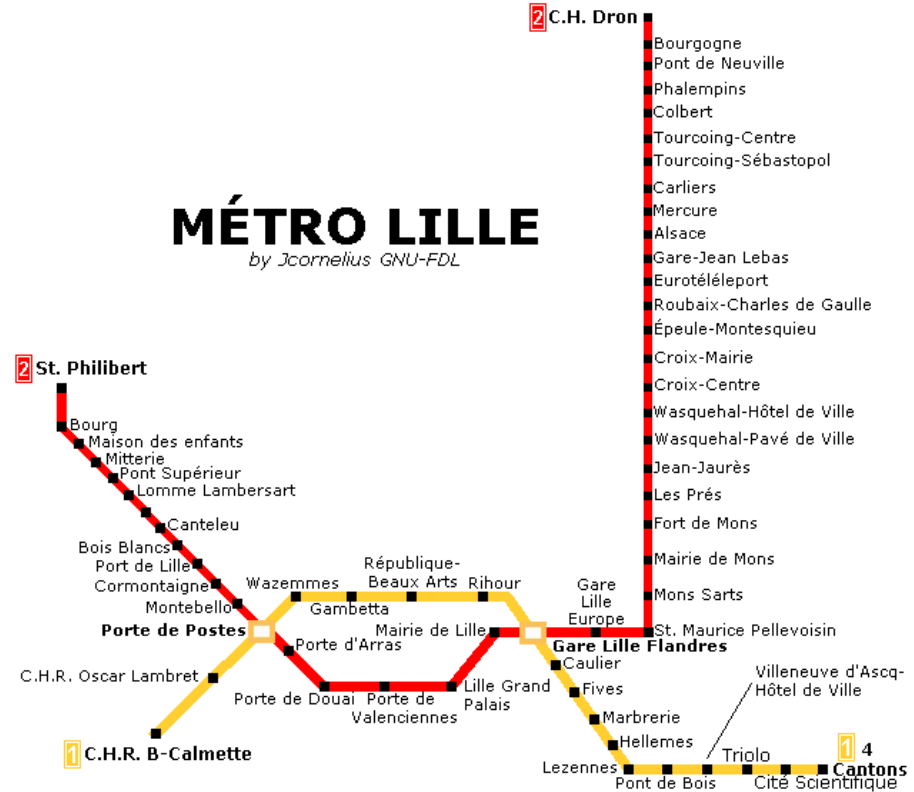 2 C.H. Dron
Bourgogne
Pont de Neuville
Phalempins
Colbert
Tourcoing-Centre
Tourcoing-Sébastopol
Carliers
Mercure
Alsace
Gare-Jean Lebas
Eurotéléleport
Roubaix-Charles de Gaulle
Épeule-Montesquieu
Croix-Mairie
Croix-Centre
Wasquehal-Hôtel de Ville
Wasquehal-Pavé de Ville
Jean-Jaurès
Les Prés
Fort de Mons
Mairie de Mons
Mons Sarts
St. Maurice Pellevoisin
MÉTRO LILLE
by Jcornelius GNU-FDL
2 St. Philibert
Bourg
Maison des enfants
Mitterie
Pont Supérieur
Lomme Lambersart
Canteleu
Bois Blancs
Port de Lille
Cormontaigne
Montebello
Porte de Postes
Wazemmes
Gambetta
République-
Beaux Arts
Rihour
Gare
Lille
Europe
Mairie de Lille
Gare Lille Flandres
Porte d'Arras
C.H.R. Oscar Lambret
Porte de Douai
Porte de
Valenciennes
Lille Grand
Palais
1 C.H.R. B-Calmette
Caulier
Fives
Marbrerie
Hellemmes
Lezennes
Pont de Bois
Villeneuve d'Ascq-
Hôtel de Ville
Triolo
Cité Scientifique
1 4
Cantons